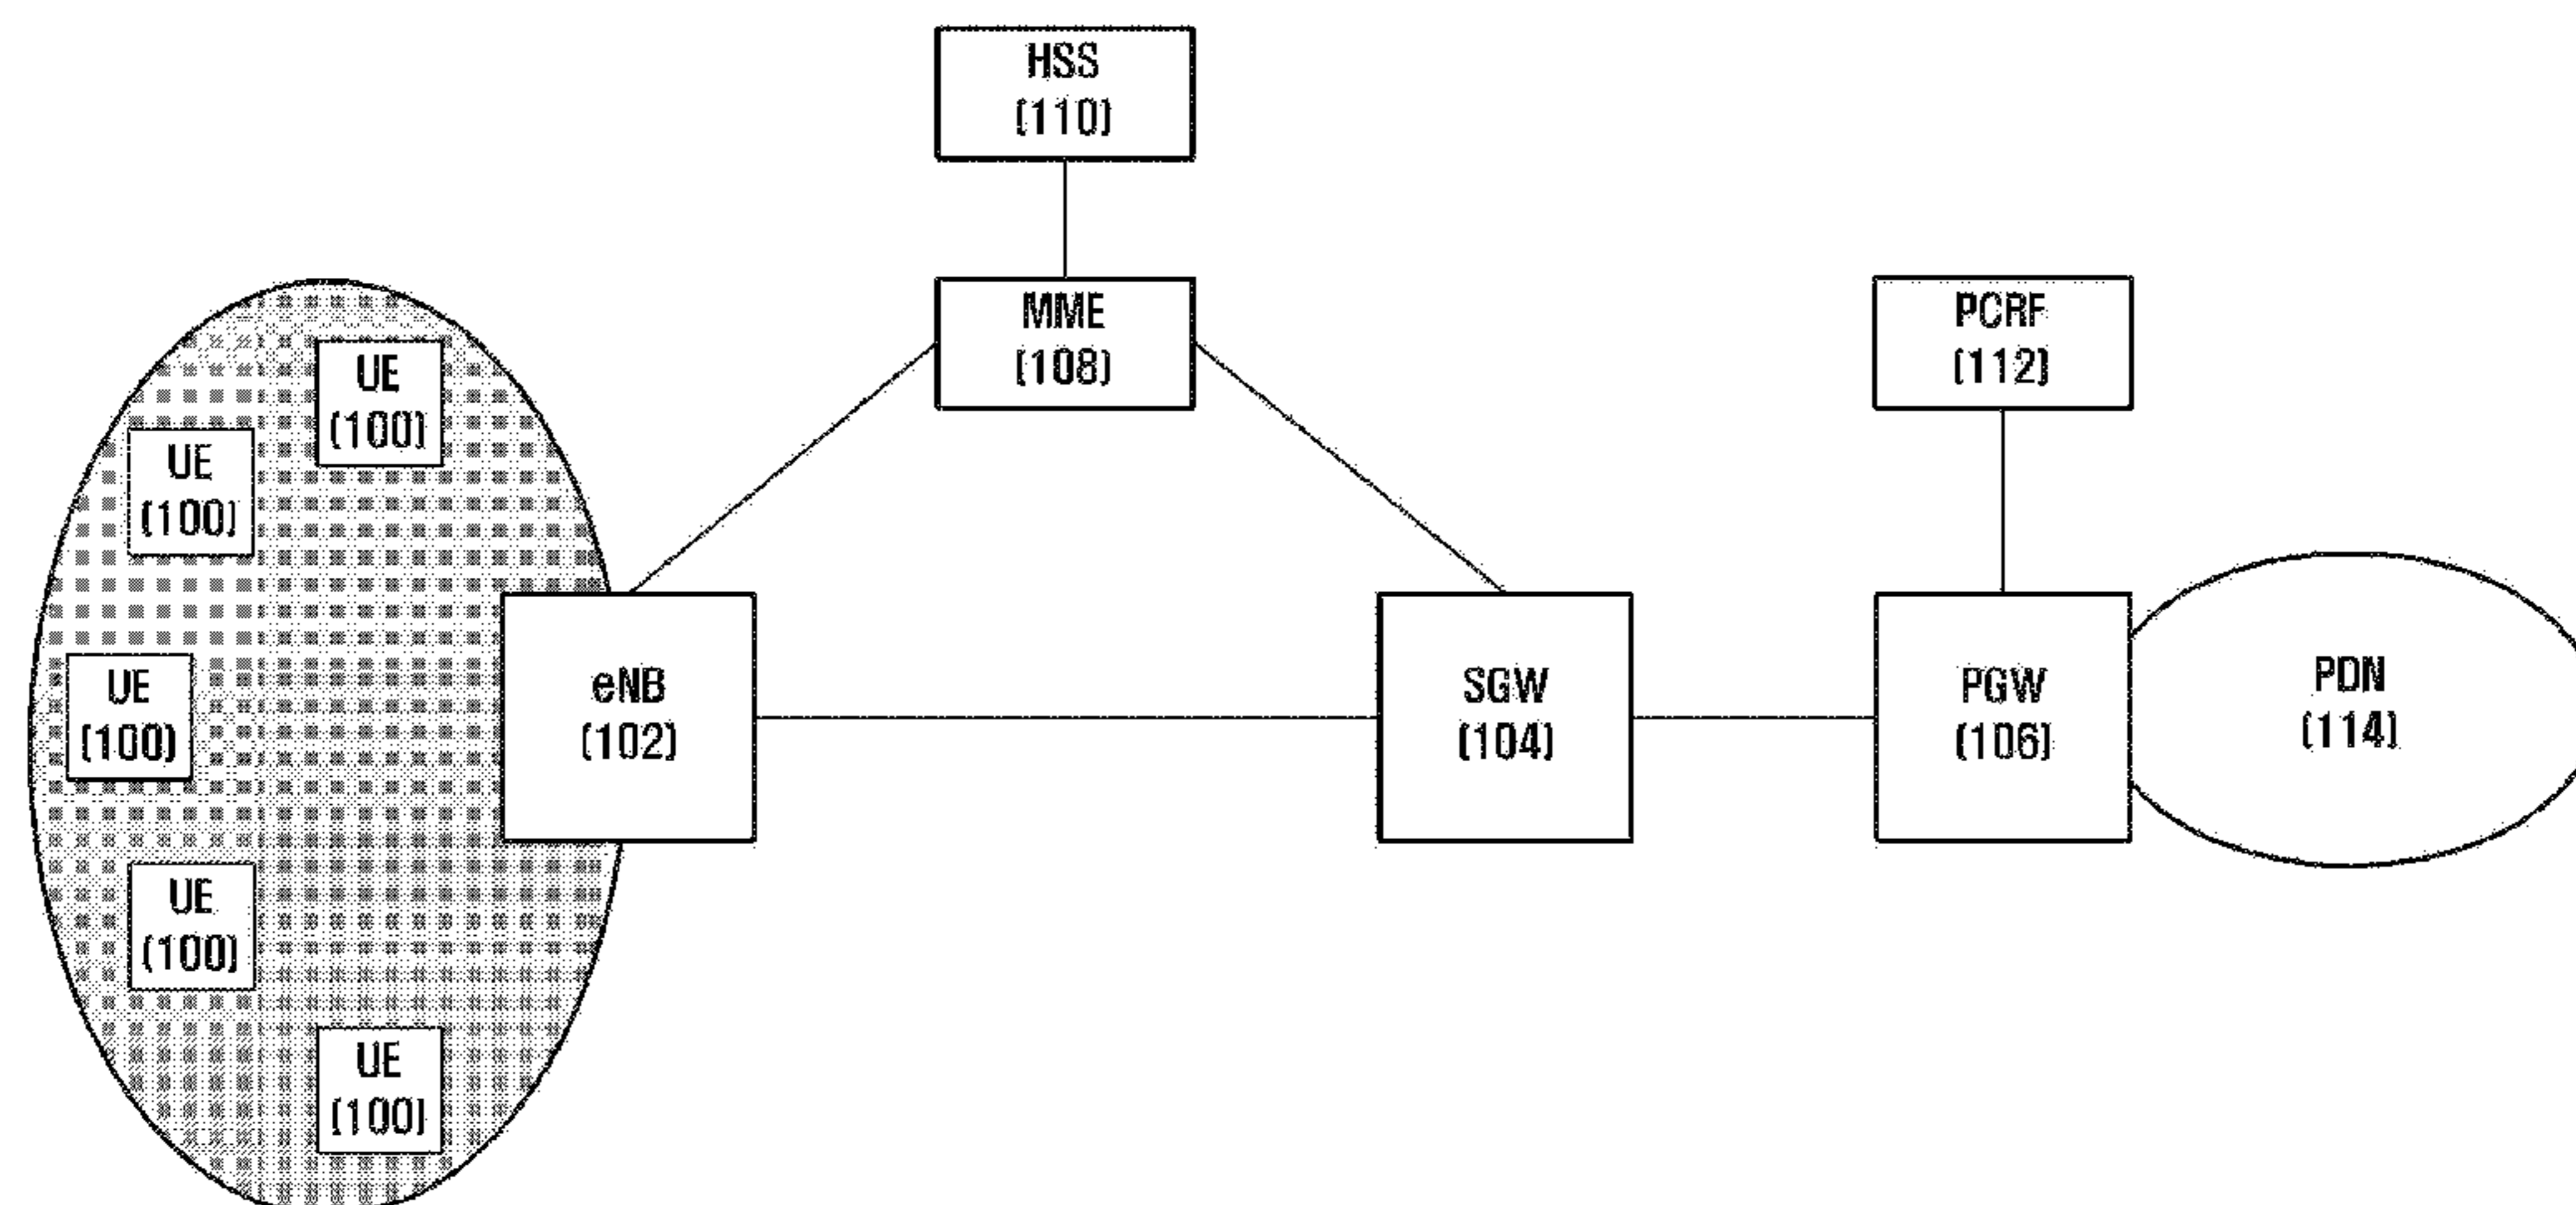 HSS
(110)
MME
(108)
PCRF
(112)
UE
(100)
UE
(100)
UE
(100)
UE
(100)
UE
(100)
eNB
(102)
SGW
(104)
PGW
(106)
PDN
(114)